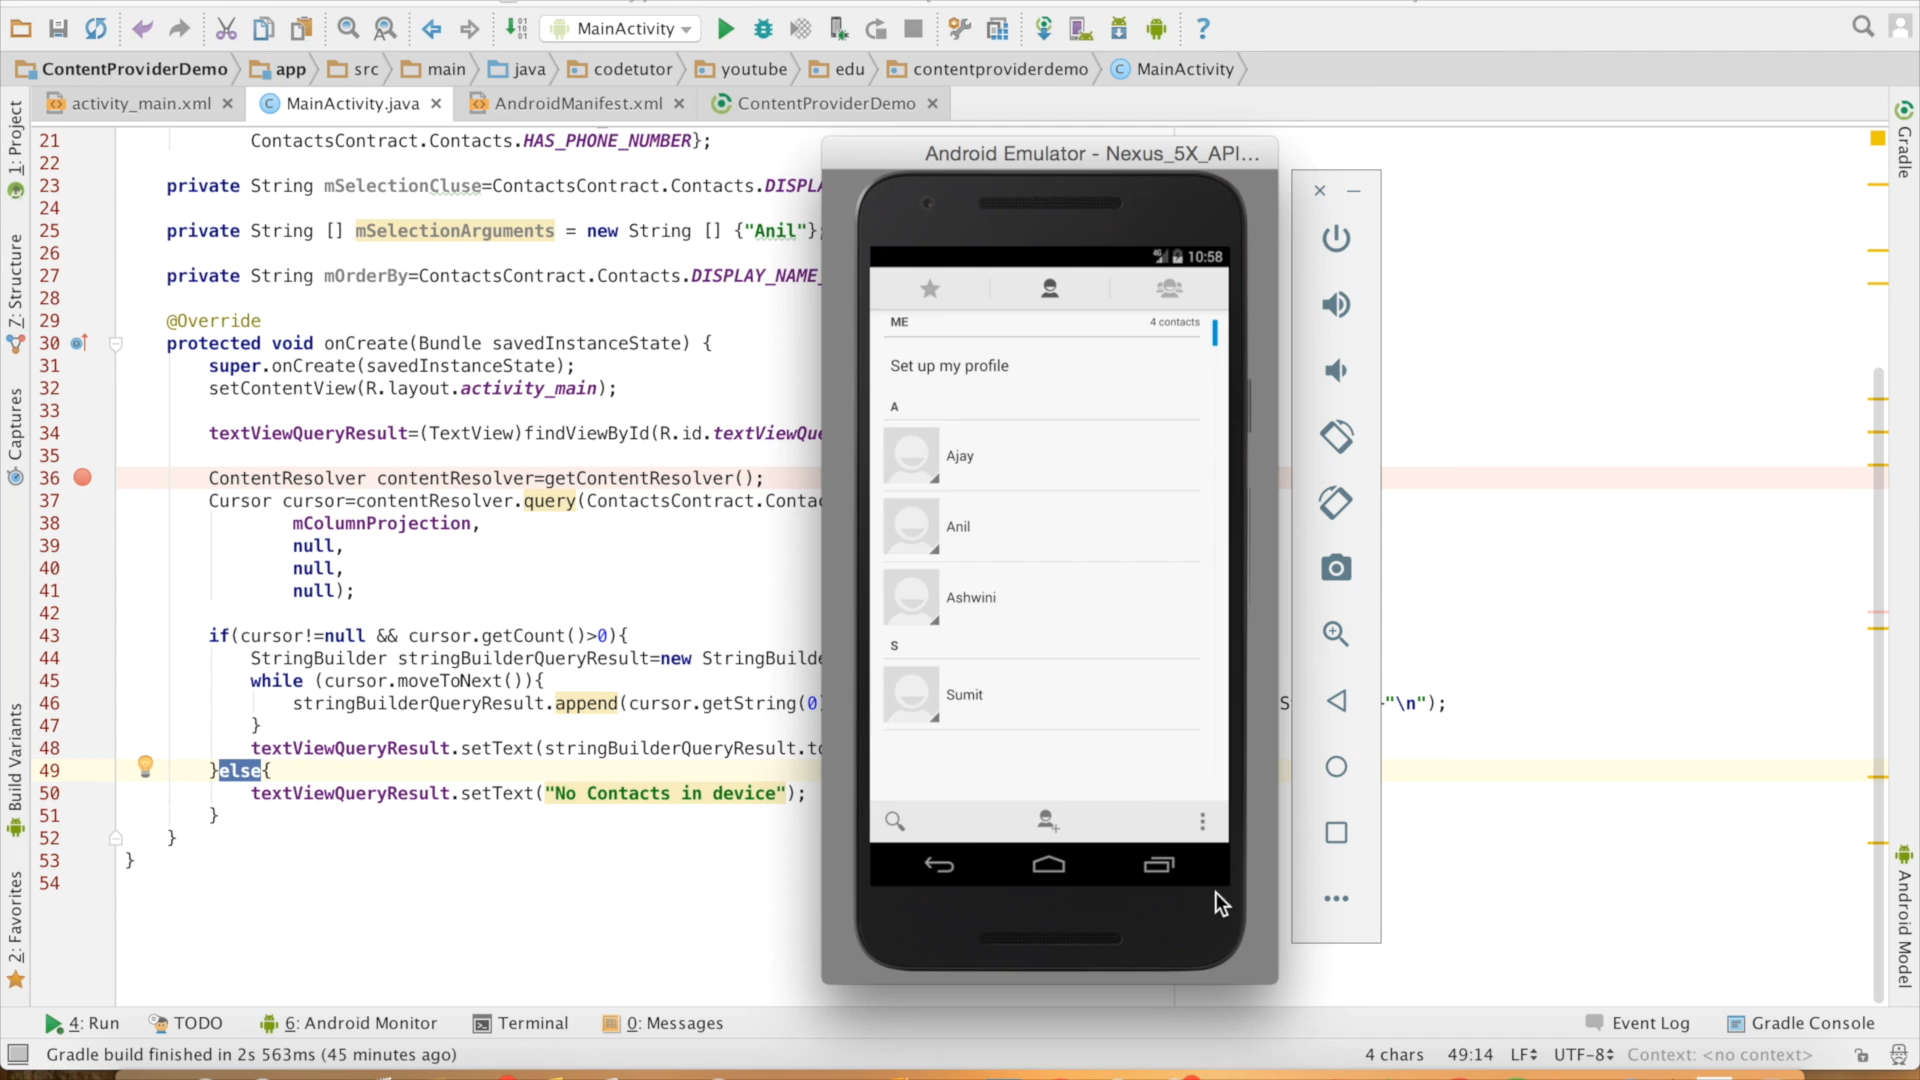 MainActivity
ContentProviderDemo app src main java codetutor youtube edu contentproviderdemo MainActivity
activity_main.xml MainActivity.java AndroidManifest.xml ContentProviderDemo
1: Project
Z: Structure
Captures
Build Variants
2: Favorites
21 ContactsContract.Contacts.HAS_PHONE_NUMBER};
22
23 private String mSelectionCluse=ContactsContract.Contacts.DISPLA
24
25 private String [] mSelectionArguments = new String [] {"Anil"};
26
27 private String mOrderBy=ContactsContract.Contacts.DISPLAY_NAME_
28
29 @Override
30 protected void onCreate(Bundle savedInstanceState) {
31 super.onCreate(savedInstanceState);
32 setContentView(R.layout.activity_main);
33
34 textViewQueryResult=(TextView)findViewById(R.id.textViewQue
35
36 ContentResolver contentResolver=getContentResolver();
37 Cursor cursor=contentResolver.query(ContactsContract.Contac
38 mColumnProjection,
39 null,
40 null,
41 null);
42
43 if(cursor!=null && cursor.getCount()>0){
44 StringBuilder stringBuilderQueryResult=new StringBuilde
45 while (cursor.moveToNext()){
46 stringBuilderQueryResult.append(cursor.getString(0) "\n");
47 }
48 textViewQueryResult.setText(stringBuilderQueryResult.to
49 }else{
50 textViewQueryResult.setText("No Contacts in device");
51 }
52 }
53 }
54
Android Emulator - Nexus_5X_API...
10:58
ME 4 contacts
Set up my profile
A
Ajay
Anil
Ashwini
S
Sumit
Gradle
Android Model
4: Run TODO 6: Android Monitor Terminal 0: Messages Event Log Gradle Console
Gradle build finished in 2s 563ms (45 minutes ago) 4 chars 49:14 LF UTF-8 Context: <no context>